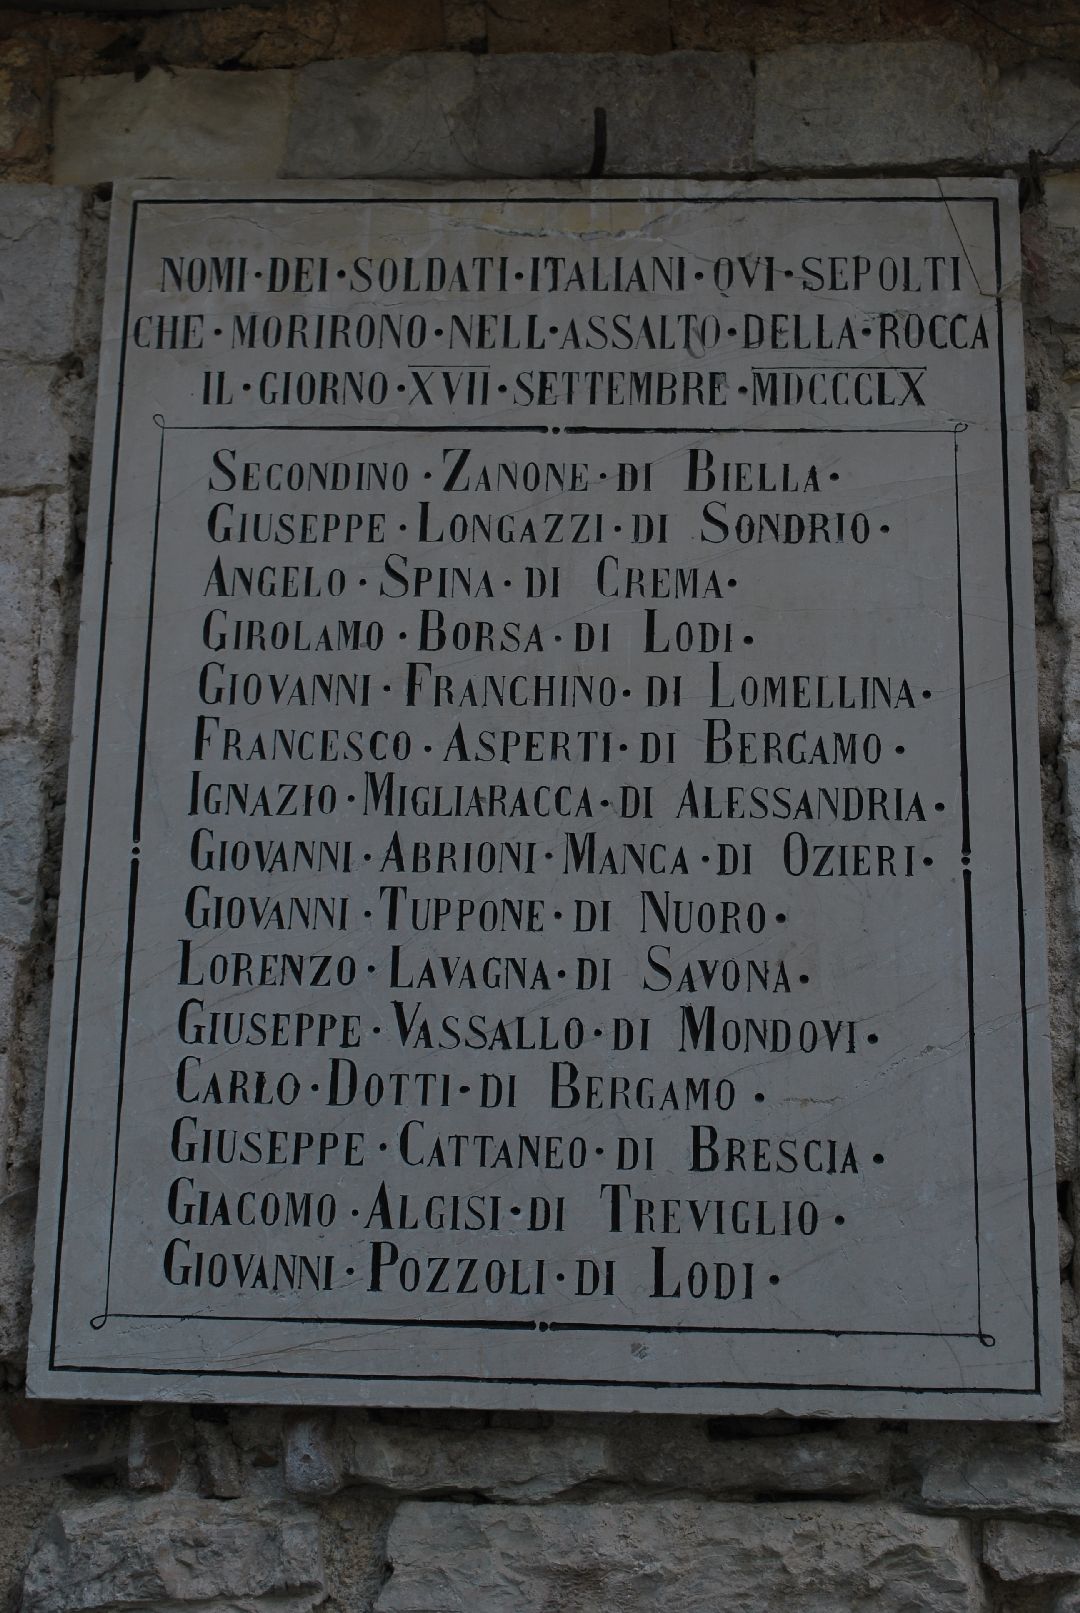 NOMI·DEI·SOLDATI·ITALIANI·QVI·SEPOLTI
CHE·MORIRONO·NELL·ASSALTO·DELLA·ROCCA
IL·GIORNO·XVII·SETTEMBRE·MDCCCLX
SECONDINO·ZANONE·DI BIELLA·
GIUSEPPE·LONGAZZI·DI SONDRIO·
ANGELO·SPINA·DI CREMA·
GIROLAMO·BORSA·DI LODI·
GIOVANNI·FRANCHINO·DI LOMELLINA·
FRANCESCO·ASPERTI·DI BERGAMO·
IGNAZIO·MIGLIARACCA·DI ALESSANDRIA·
GIOVANNI·ABRIONI·MANCA·DI OZIERI·
GIOVANNI·TUPPONE·DI NUORO·
LORENZO·LAVAGNA·DI SAVONA·
GIUSEPPE·VASSALLO·DI MONDOVI·
CARLO·DOTTI·DI BERGAMO·
GIUSEPPE·CATTANEO·DI BRESCIA·
GIACOMO·ALGISI·DI TREVIGLIO·
GIOVANNI·POZZOLI·DI LODI·